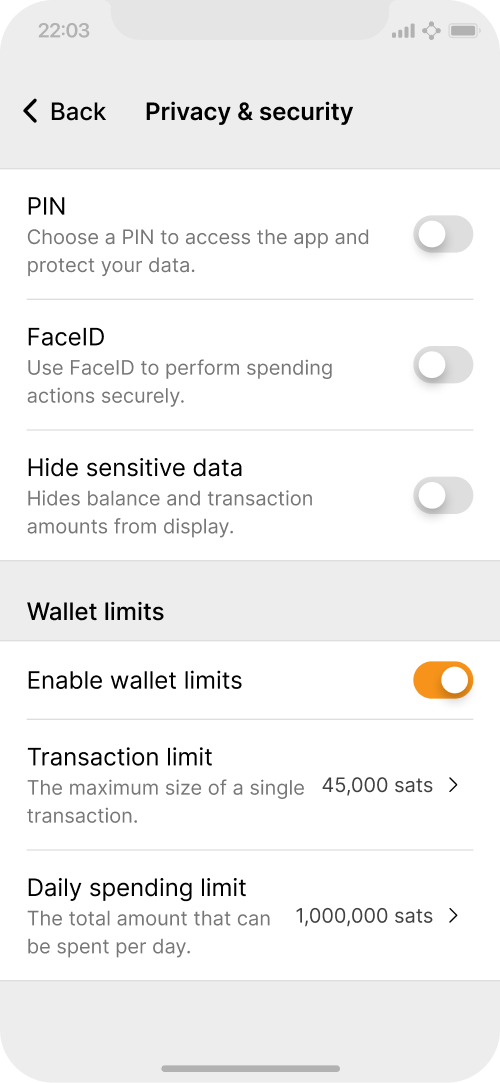 22:03
Back
Privacy & security
PIN
Choose a PIN to access the app and
protect your data.
FaceID
Use FaceID to perform spending
actions securely.
Hide sensitive data
Hides balance and transaction
amounts from display.
Wallet limits
Enable wallet limits
Transaction limit
The maximum size of a single
transaction.
45,000 sats
Daily spending limit
The total amount that can
be spent per day.
1,000,000 sats